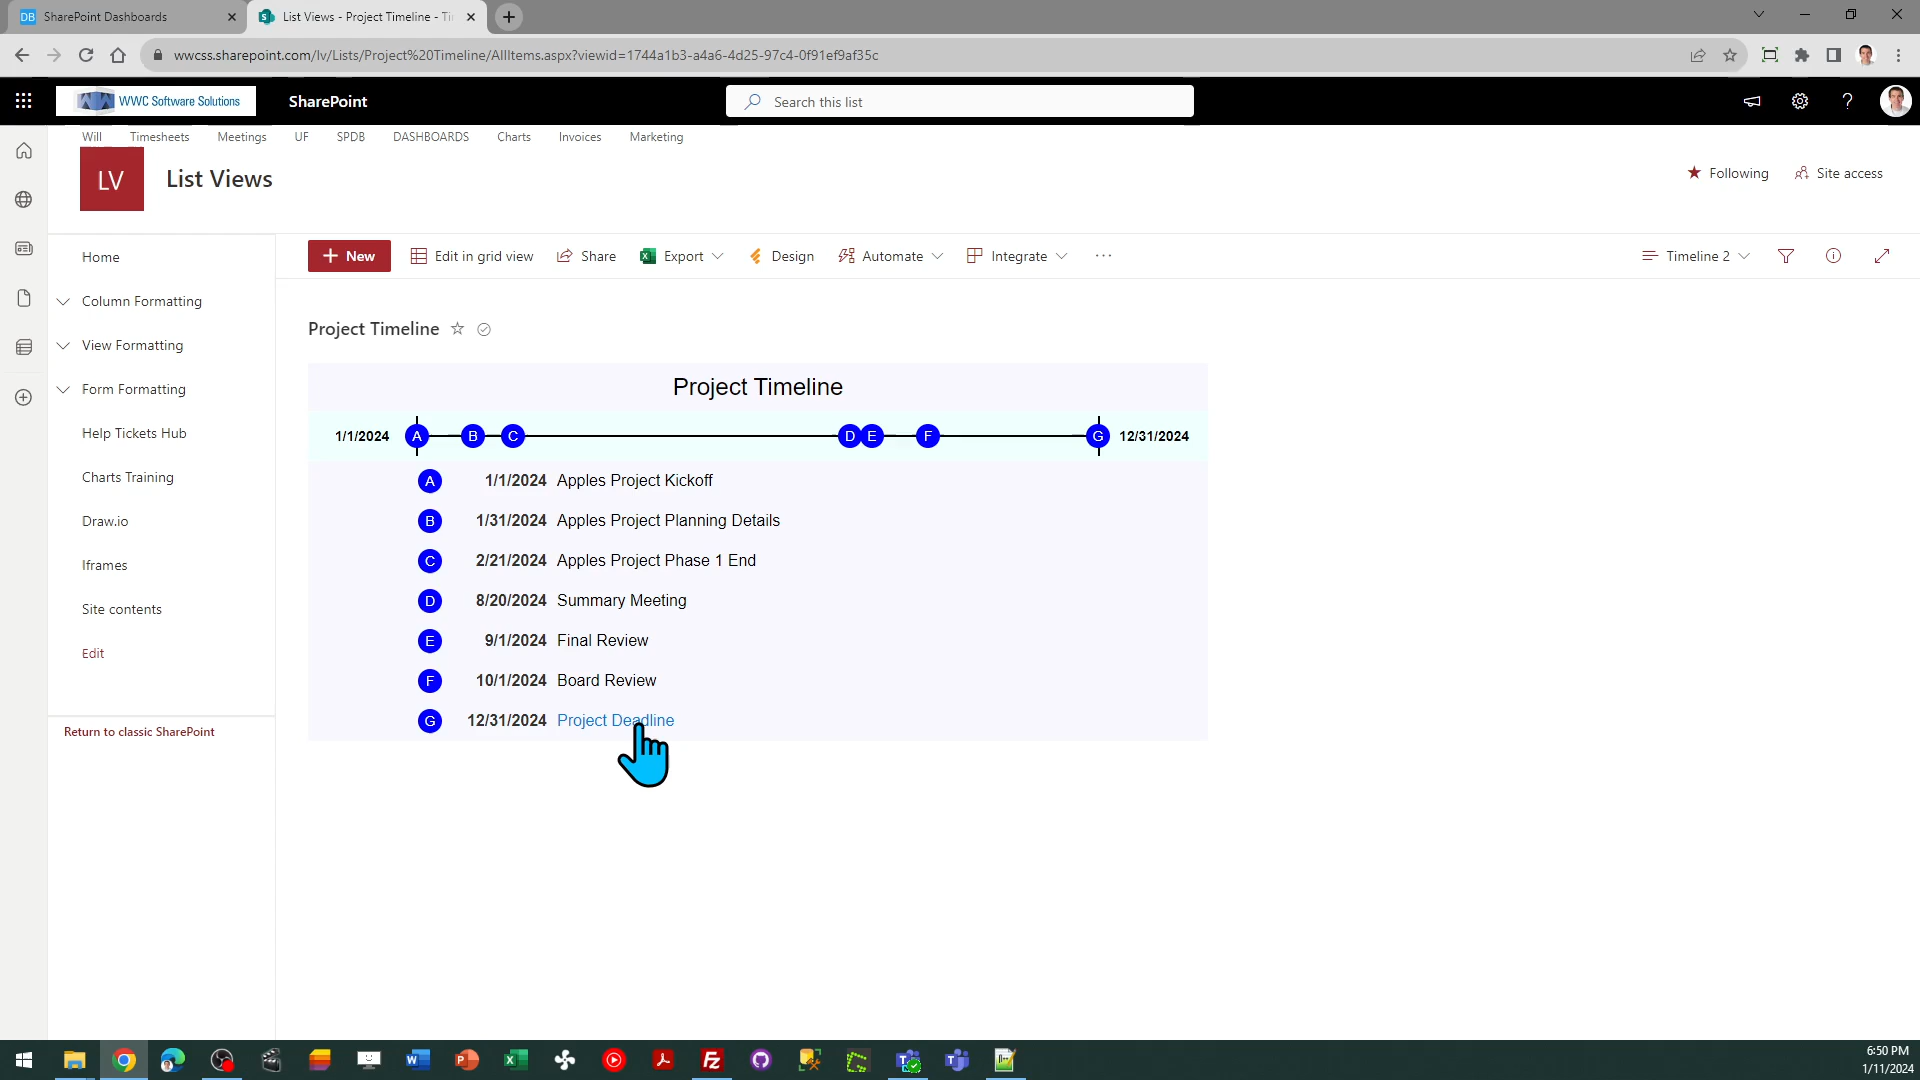 DB SharePoint Dashboards
S List Views - Project Timeline - Ti
wwcss.sharepoint.com/lv/Lists/Project%20Timeline/AllItems.aspx?viewid=1744a1b3-a4a6-4d25-97c4-0f91ef9af35c
WWC Software Solutions
SharePoint
Search this list
?
Will Timesheets Meetings UF SPDB DASHBOARDS Charts Invoices Marketing
LV
List Views
Following
Site access
Home
Column Formatting
View Formatting
Form Formatting
Help Tickets Hub
Charts Training
Draw.io
Iframes
Site contents
Edit
Return to classic SharePoint
New
Edit in grid view
Share
Export
Design
Automate
Integrate
...
Timeline 2
Project Timeline
Project Timeline
1/1/2024 A B C D E F G 12/31/2024
A 1/1/2024 Apples Project Kickoff
B 1/31/2024 Apples Project Planning Details
C 2/21/2024 Apples Project Phase 1 End
D 8/20/2024 Summary Meeting
E 9/1/2024 Final Review
F 10/1/2024 Board Review
G 12/31/2024 Project Deadline
6:50 PM
1/11/2024